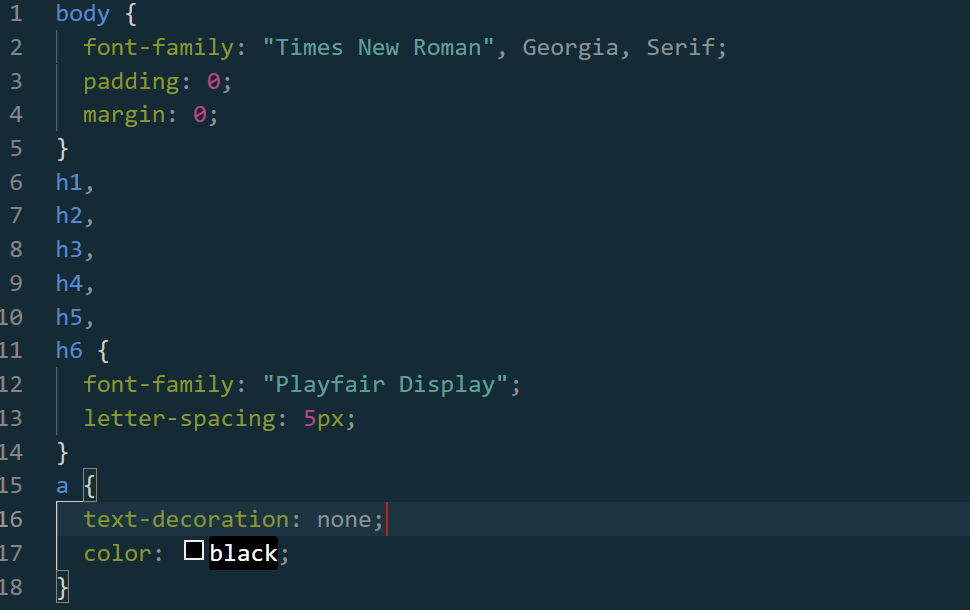 1 body {
2 font-family: "Times New Roman", Georgia, Serif;
3 padding: 0;
4 margin: 0;
5 }
6 h1,
7 h2,
8 h3,
9 h4,
10 h5,
11 h6 {
12 font-family: "Playfair Display";
13 letter-spacing: 5px;
14 }
15 a {
16 text-decoration: none;
17 color: black;
18 }